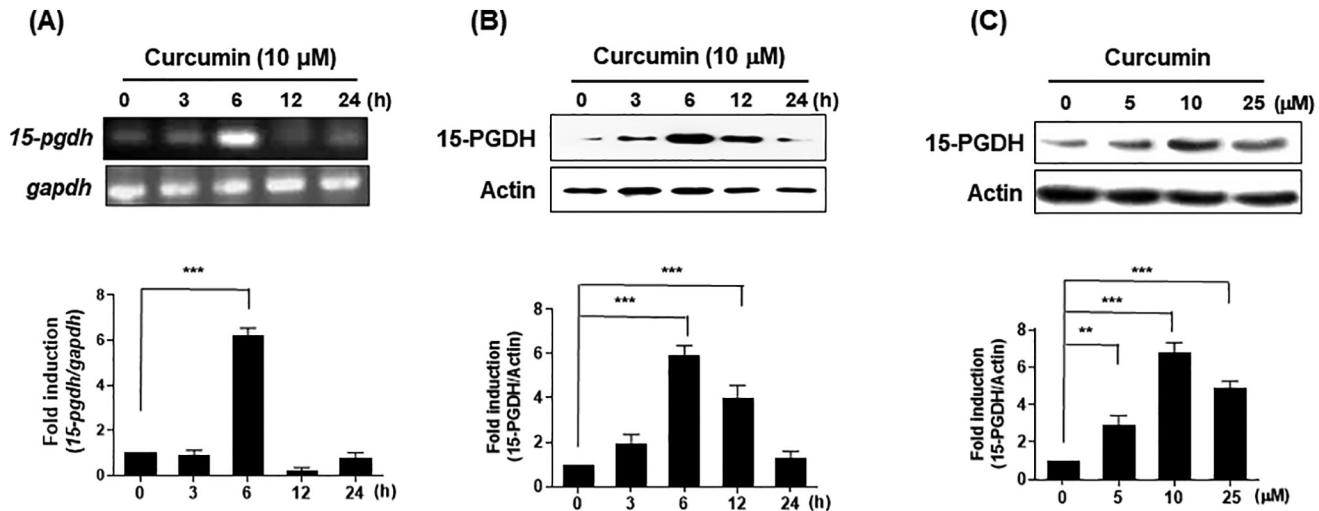 (A)
Curcumin (10 µM)
0 3 6 12 24 (h)
15-pgdh
gapdh
***
Fold induction
(15-pgdh/gapdh)
8
6
4
2
0
0 3 6 12 24 (h)
(B)
Curcumin (10 µM)
0 3 6 12 24 (h)
15-PGDH
Actin
***
***
Fold induction
(15-PGDH/Actin)
8
6
4
2
0
0 3 6 12 24 (h)
(C)
Curcumin
0 5 10 25 (µM)
15-PGDH
Actin
***
***
**
Fold induction
(15-PGDH/Actin)
8
6
4
2
0
0 5 10 25 (µM)